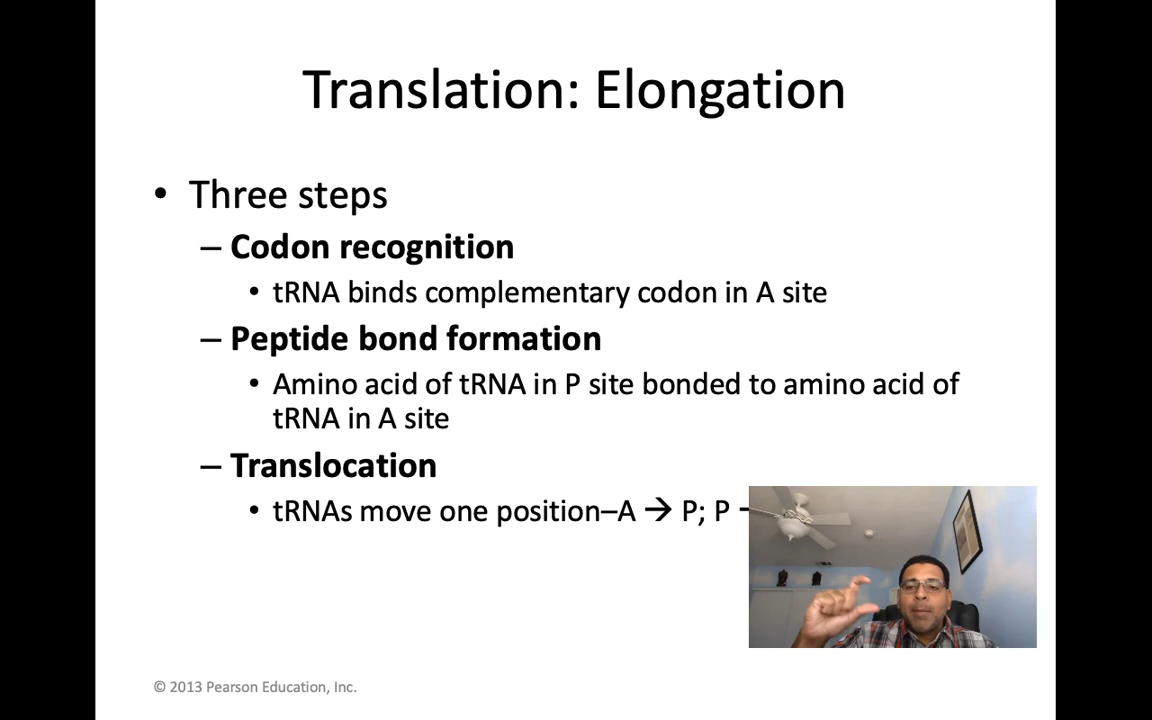 Translation: Elongation
• Three steps
– Codon recognition
• tRNA binds complementary codon in A site
– Peptide bond formation
• Amino acid of tRNA in P site bonded to amino acid of
tRNA in A site
– Translocation
• tRNAs move one position–A → P; P
© 2013 Pearson Education, Inc.